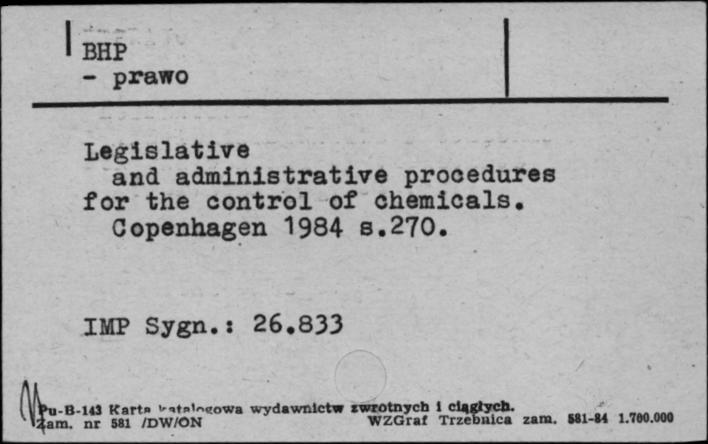 BHP
- prawo
Legislative
and administrative procedures
for the control of chemicals.
Copenhagen 1984 s.270.
IMP Sygn.: 26.833
Pu-B-143 Karta katalogowa wydawnictw zwrotnych i ciągłych.
Zam. nr 581 /DW/ON WZGraf Trzebnica zam. 581-84 1.700.000